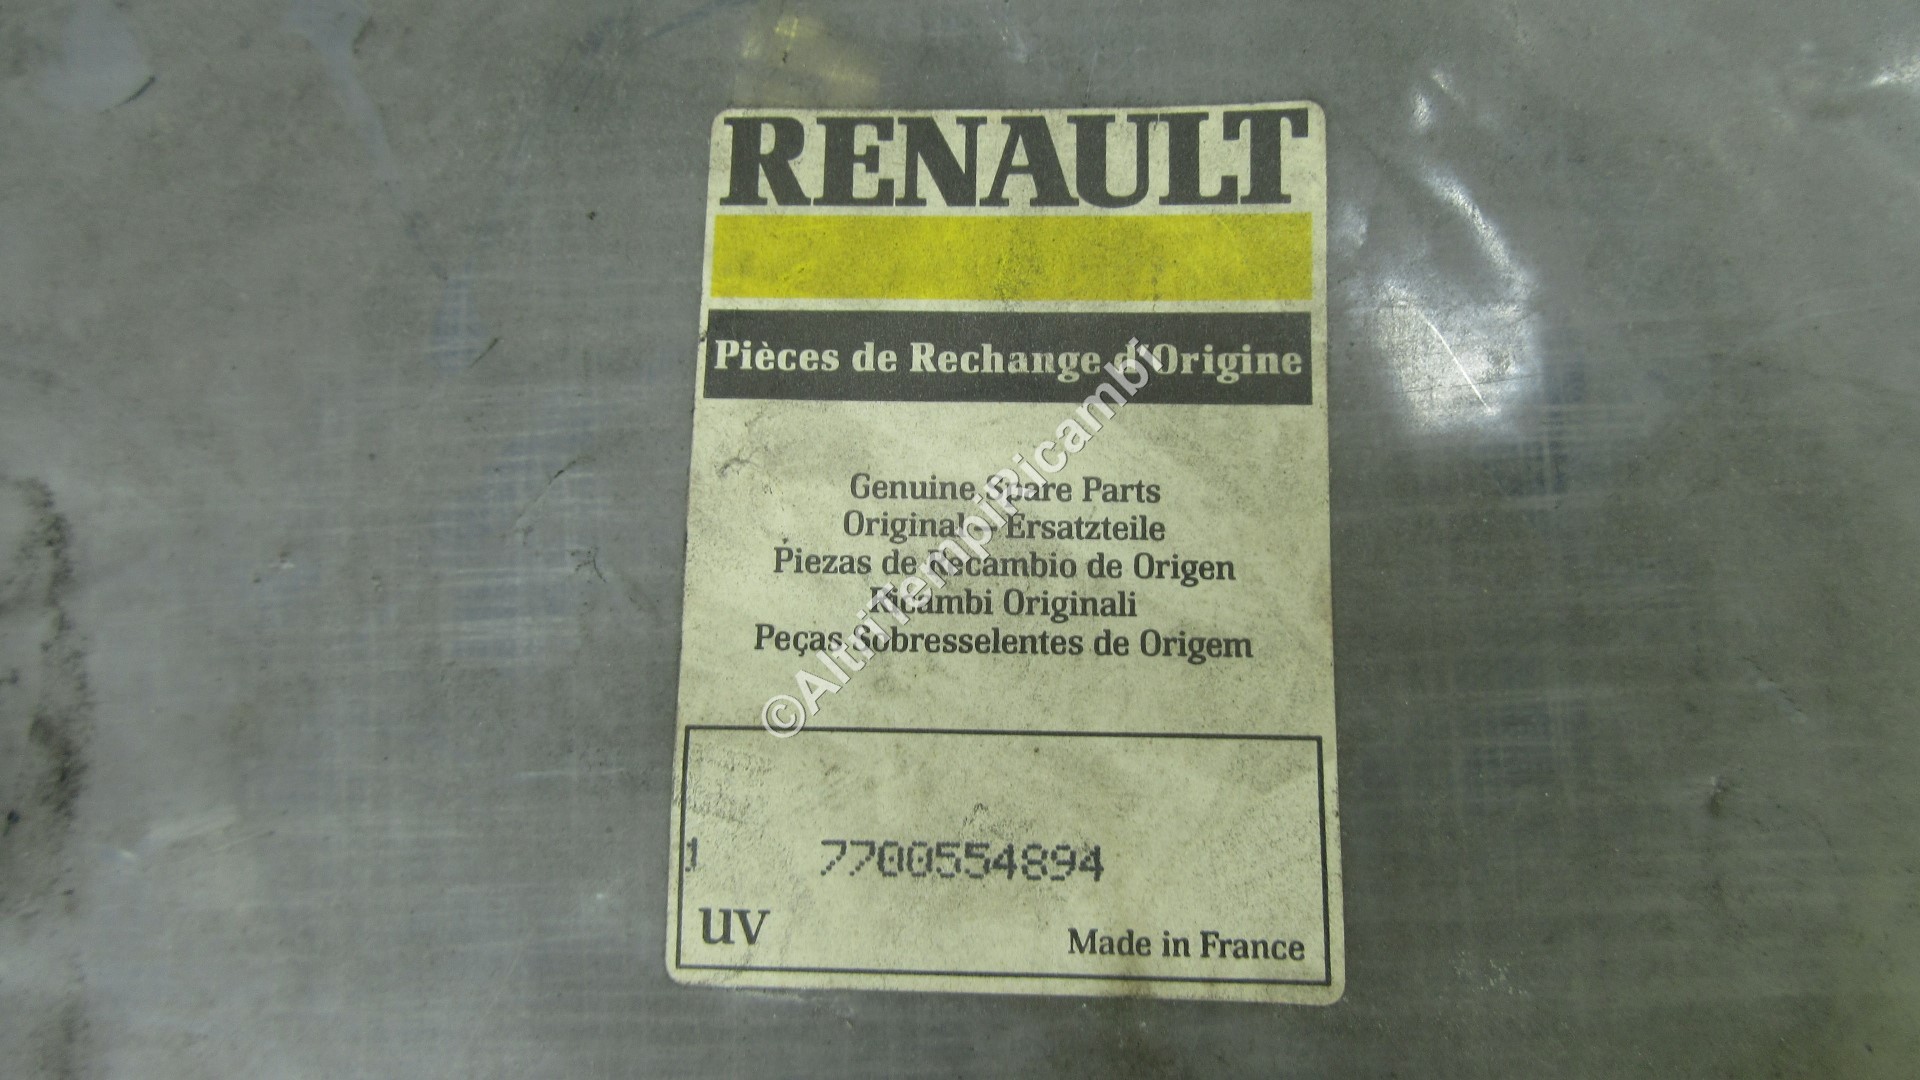 RENAULT
Pièces de Rechange d'Origine
Genuine Spare Parts
Original - Ersatzteile
Piezas de Recambio de Origen
Ricambi Originali
Peças Sobresselentes de Origem
©AltriTempiRicambi
1 7700554894
UV Made in France